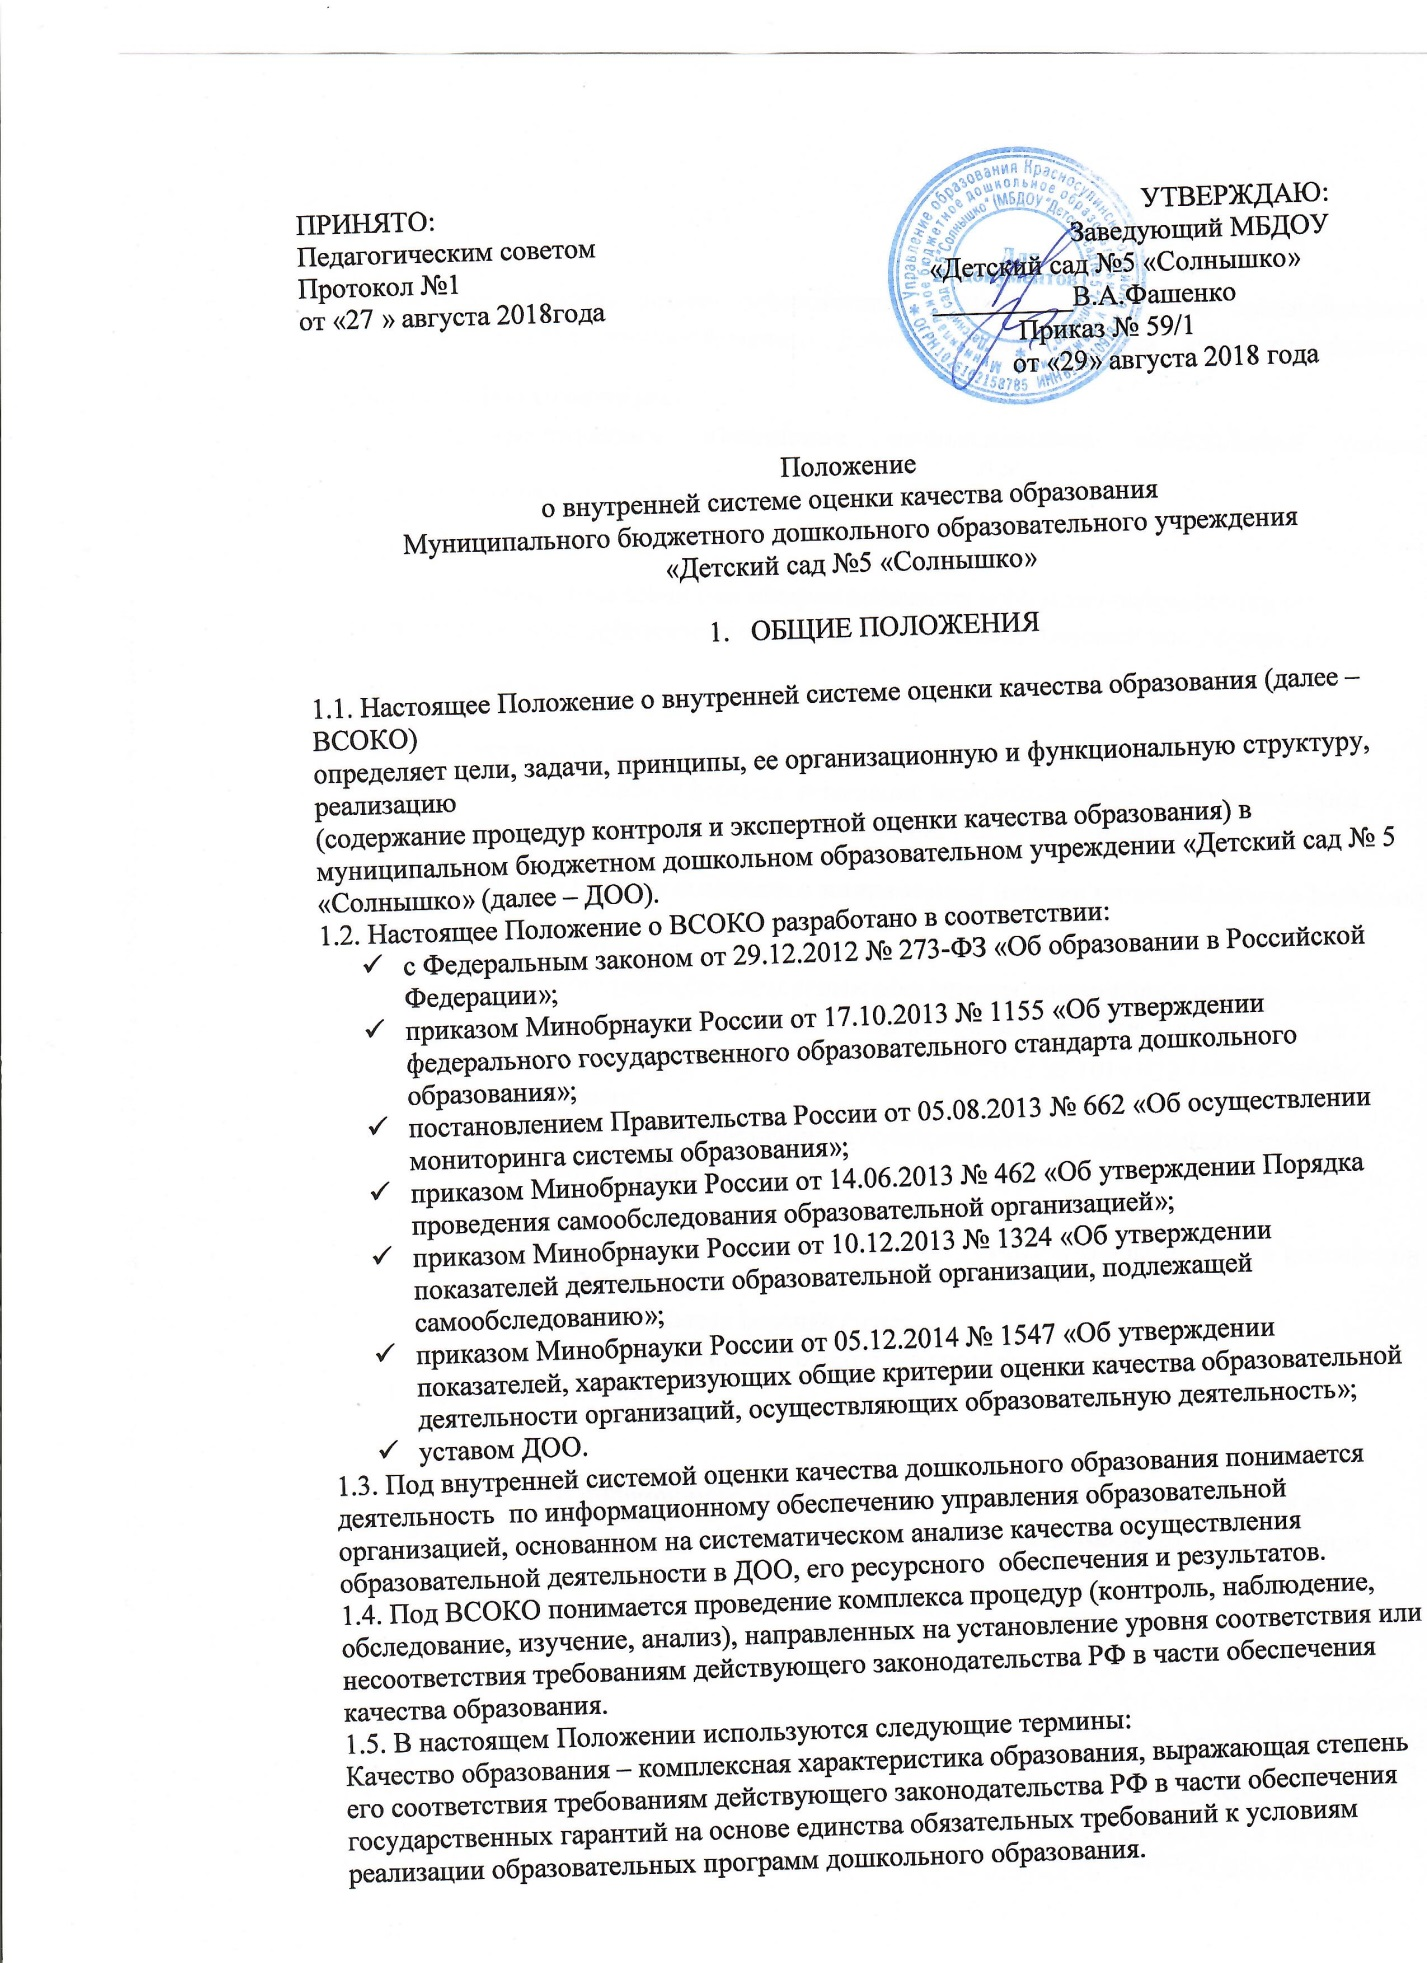 ПРИНЯТО:
Педагогическим советом
Протокол №1
от «27 » августа 2018года
УТВЕРЖДАЮ:
Заведующий МБДОУ
«Детский сад №5 «Солнышко»
__________В.А.Фашенко
Приказ № 59/1
от «29» августа 2018 года
Управление образования Красносулинского
ОГРН 1026102158785 ИНН
Для документов
Положение
о внутренней системе оценки качества образования
Муниципального бюджетного дошкольного образовательного учреждения
«Детский сад №5 «Солнышко»
1. ОБЩИЕ ПОЛОЖЕНИЯ
1.1. Настоящее Положение о внутренней системе оценки качества образования (далее –
ВСОКО)
определяет цели, задачи, принципы, ее организационную и функциональную структуру,
реализацию
(содержание процедур контроля и экспертной оценки качества образования) в
муниципальном бюджетном дошкольном образовательном учреждении «Детский сад № 5
«Солнышко» (далее – ДОО).
1.2. Настоящее Положение о ВСОКО разработано в соответствии:
✓ с Федеральным законом от 29.12.2012 № 273-ФЗ «Об образовании в Российской
Федерации»;
✓ приказом Минобрнауки России от 17.10.2013 № 1155 «Об утверждении
федерального государственного образовательного стандарта дошкольного
образования»;
✓ постановлением Правительства России от 05.08.2013 № 662 «Об осуществлении
мониторинга системы образования»;
✓ приказом Минобрнауки России от 14.06.2013 № 462 «Об утверждении Порядка
проведения самообследования образовательной организацией»;
✓ приказом Минобрнауки России от 10.12.2013 № 1324 «Об утверждении
показателей деятельности образовательной организации, подлежащей
самообследованию»;
✓ приказом Минобрнауки России от 05.12.2014 № 1547 «Об утверждении
показателей, характеризующих общие критерии оценки качества образовательной
деятельности организаций, осуществляющих образовательную деятельность»;
✓ уставом ДОО.
1.3. Под внутренней системой оценки качества дошкольного образования понимается
деятельность по информационному обеспечению управления образовательной
организацией, основанном на систематическом анализе качества осуществления
образовательной деятельности в ДОО, его ресурсного обеспечения и результатов.
1.4. Под ВСОКО понимается проведение комплекса процедур (контроль, наблюдение,
обследование, изучение, анализ), направленных на установление уровня соответствия или
несоответствия требованиям действующего законодательства РФ в части обеспечения
качества образования.
1.5. В настоящем Положении используются следующие термины:
Качество образования – комплексная характеристика образования, выражающая степень
его соответствия требованиям действующего законодательства РФ в части обеспечения
государственных гарантий на основе единства обязательных требований к условиям
реализации образовательных программ дошкольного образования.